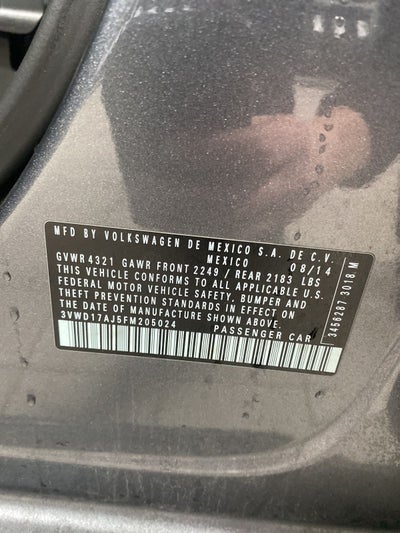 MFD BY VOLKSWAGEN DE MEXICO S.A. DE C.V.
MEXICO 08/14
GVWR 4321 GAWR FRONT 2249 / REAR 2183 LBS
THIS VEHICLE CONFORMS TO ALL APPLICABLE U.S.
FEDERAL MOTOR VEHICLE SAFETY, BUMPER AND
THEFT PREVENTION STANDARDS IN EFFECT ON
THE DATE OF MANUFACTURE SHOWN ABOVE.
3VWD17AJ5FM205024 PASSENGER CAR
3456287 3018 M